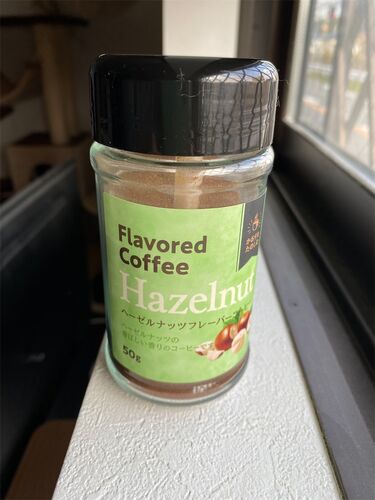 Flavored
Coffee
Hazelnut
ヘーゼルナッツフレーバー
ヘーゼルナッツの
香ばしい香りのコーヒー
50g